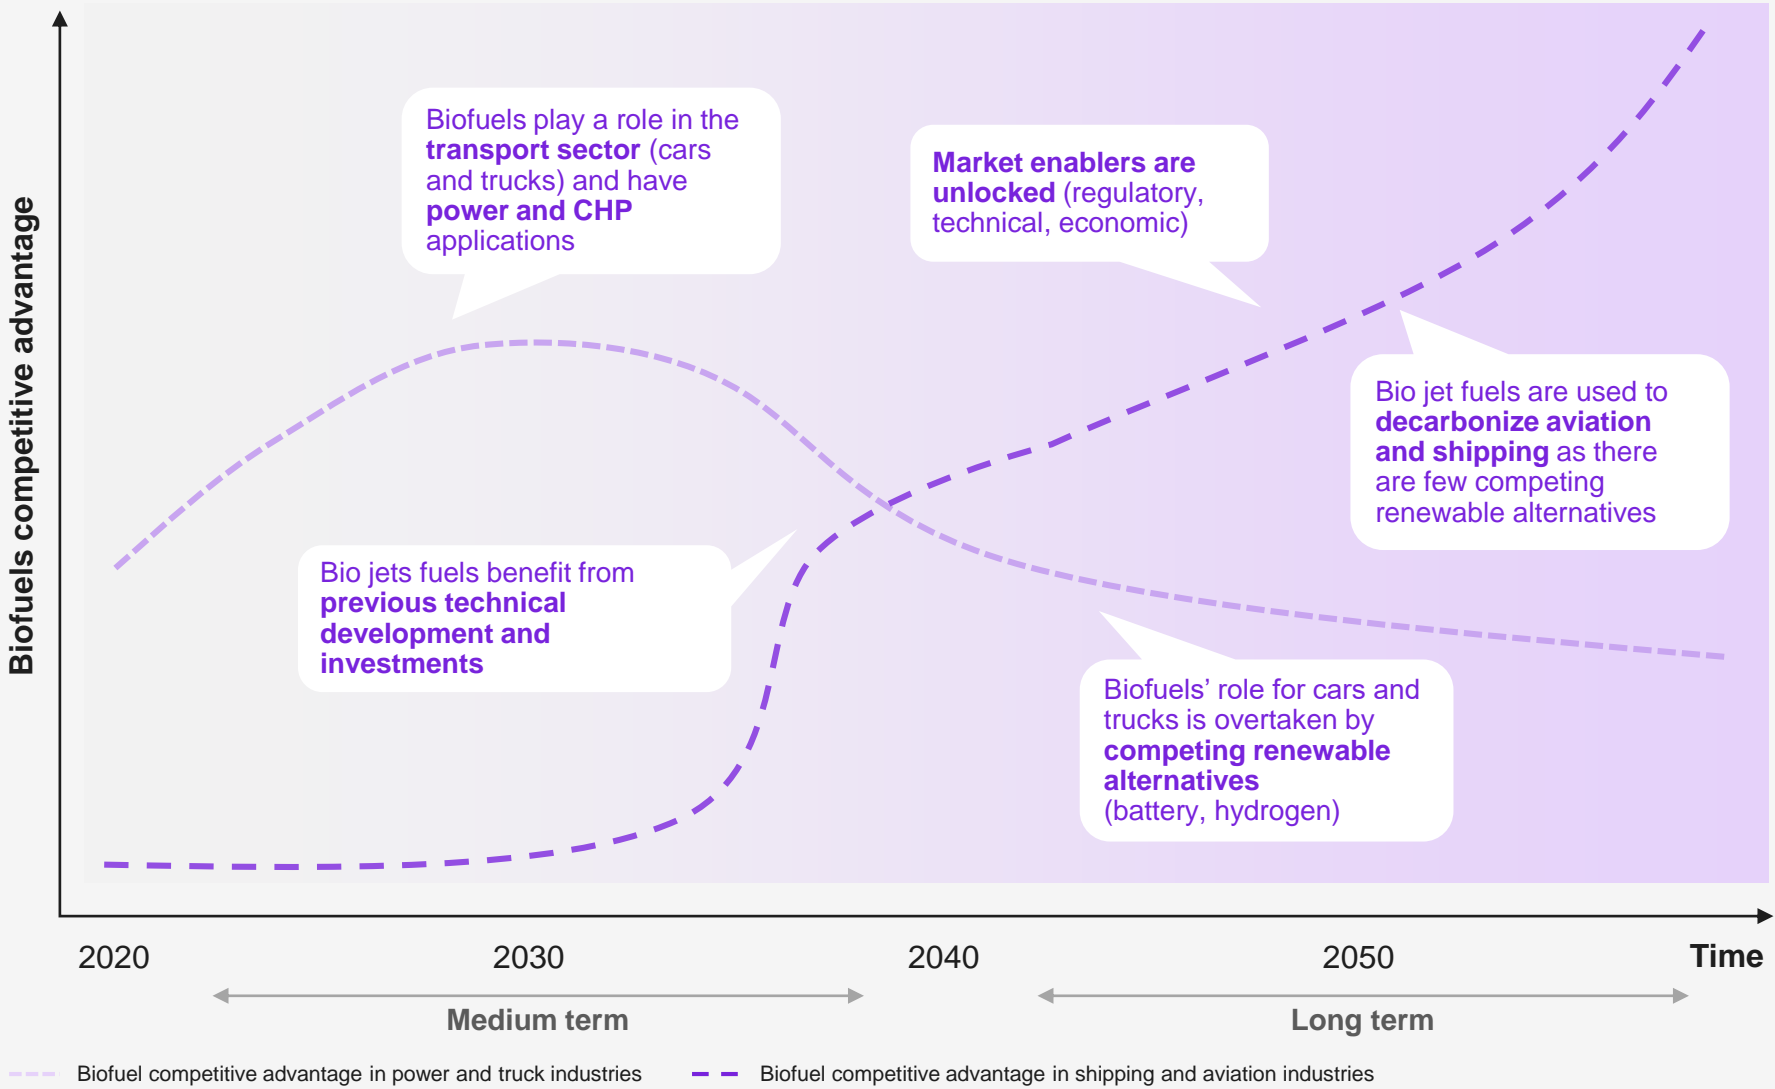 Biofuels competitive advantage
Biofuels play a role in the
transport sector (cars
and trucks) and have
power and CHP
applications
Market enablers are
unlocked (regulatory,
technical, economic)
Bio jet fuels are used to
decarbonize aviation
and shipping as there
are few competing
renewable alternatives
Bio jets fuels benefit from
previous technical
development and
investments
Biofuels’ role for cars and
trucks is overtaken by
competing renewable
alternatives
(battery, hydrogen)
2020 2030 2040 2050 Time
Medium term Long term
Biofuel competitive advantage in power and truck industries Biofuel competitive advantage in shipping and aviation industries